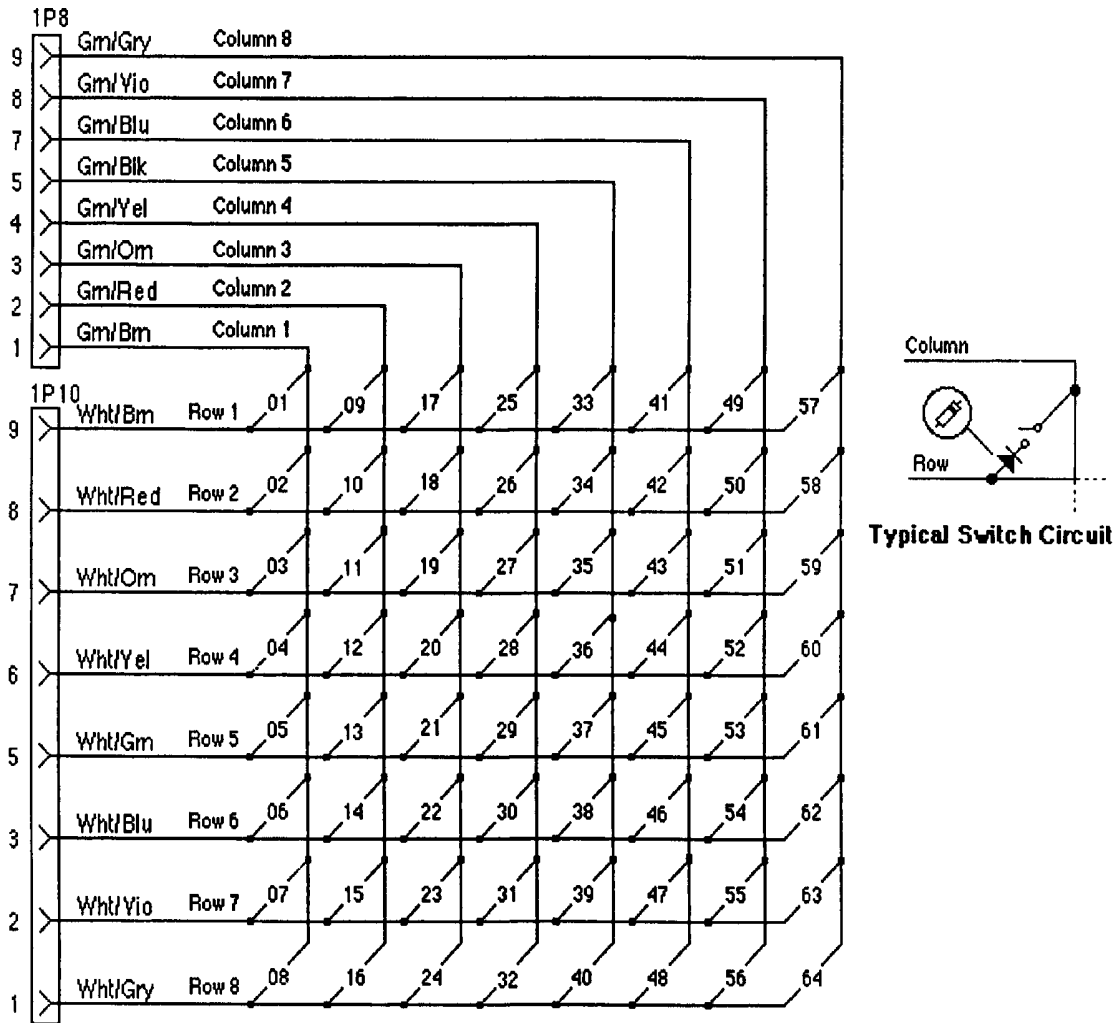 1P8
9 Grn/Gry Column 8
8 Grn/Vio Column 7
7 Grn/Blu Column 6
5 Grn/Blk Column 5
4 Grn/Yel Column 4
3 Grn/Orn Column 3
2 Grn/Red Column 2
1 Grn/Brn Column 1
1P10
9 Wht/Brn Row 1 01 09 17 25 33 41 49 57
8 Wht/Red Row 2 02 10 18 26 34 42 50 58
7 Wht/Orn Row 3 03 11 19 27 35 43 51 59
6 Wht/Yel Row 4 04 12 20 28 36 44 52 60
5 Wht/Grn Row 5 05 13 21 29 37 45 53 61
3 Wht/Blu Row 6 06 14 22 30 38 46 54 62
2 Wht/Vio Row 7 07 15 23 31 39 47 55 63
1 Wht/Gry Row 8 08 16 24 32 40 48 56 64
Column
Row
Typical Switch Circuit